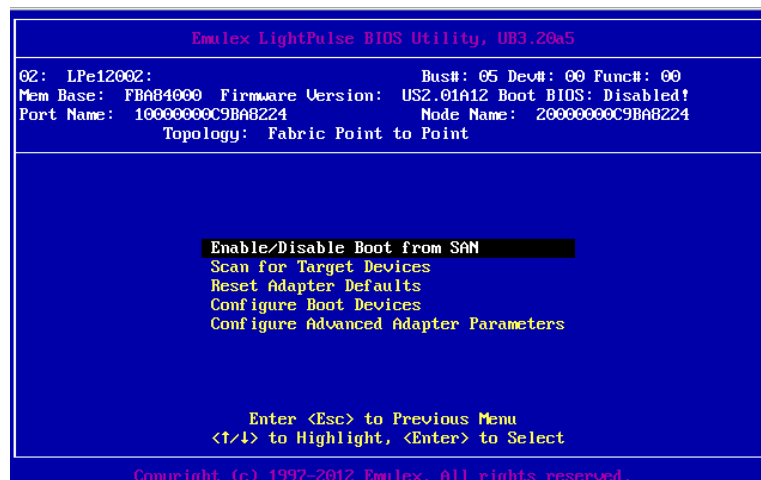 Emulex LightPulse BIOS Utility, UB3.20a5
02: LPe12002: Bus#: 05 Dev#: 00 Func#: 00
Mem Base: FBA84000 Firmware Version: US2.01A12 Boot BIOS: Disabled!
Port Name: 10000000C9BA8224 Node Name: 20000000C9BA8224
Topology: Fabric Point to Point
Enable/Disable Boot from SAN
Scan for Target Devices
Reset Adapter Defaults
Configure Boot Devices
Configure Advanced Adapter Parameters
Enter <Esc> to Previous Menu
<↑/↓> to Highlight, <Enter> to Select
Copyright (c) 1997-2012 Emulex. All rights reserved.